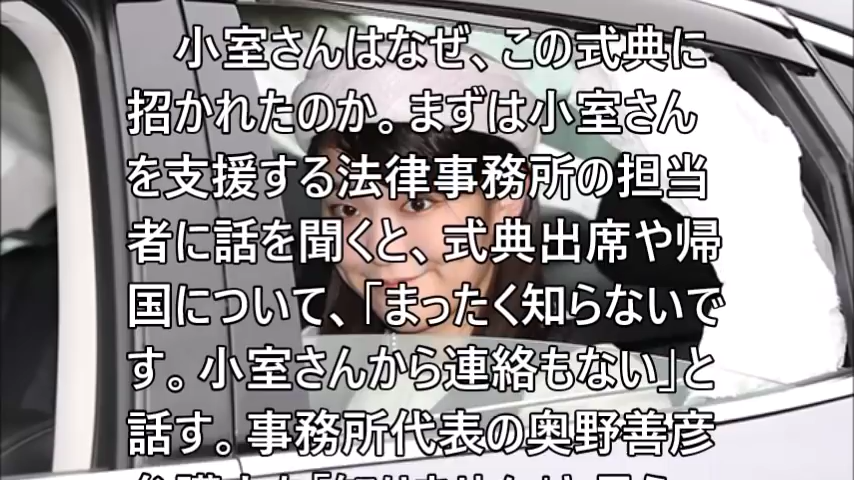 小室さんはなぜ、この式典に
招かれたのか。まずは小室さん
を支援する法律事務所の担当
者に話を聞くと、式典出席や帰
国について、「まったく知らないで
す。小室さんから連絡もない」と
話す。事務所代表の奥野善彦